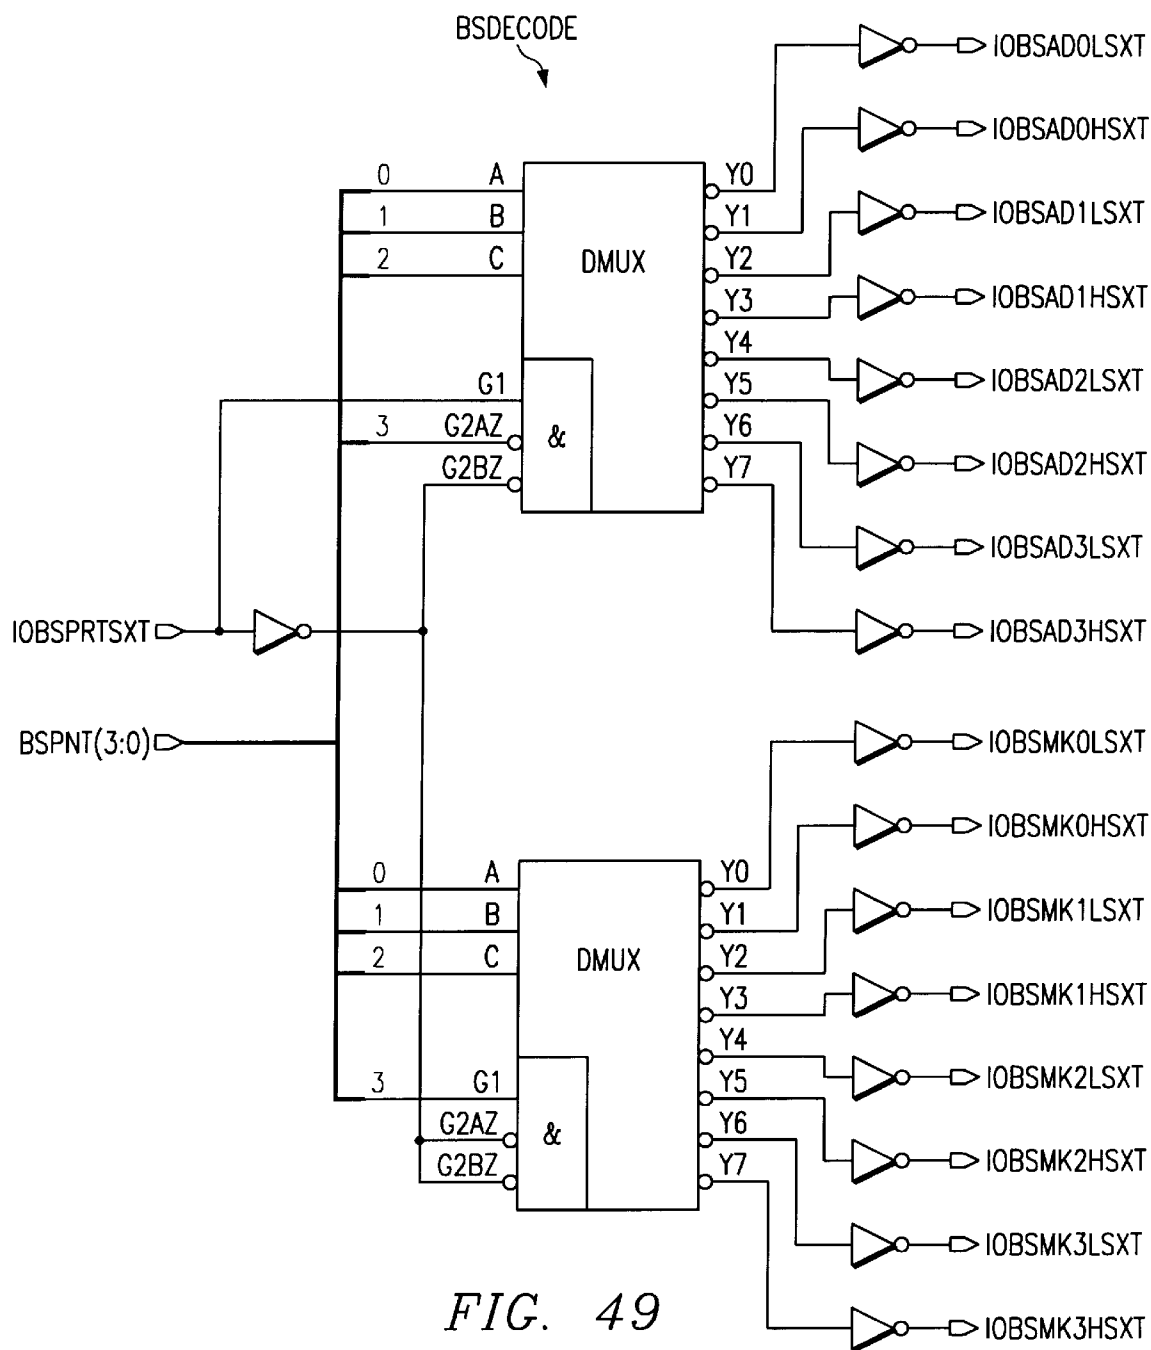 BSDECODE
IOBSAD0LSXT
IOBSAD0HSXT
0 A Y0
IOBSAD1LSXT
1 B Y1
2 C DMUX Y2
IOBSAD1HSXT
Y3
Y4
IOBSAD2LSXT
G1 Y5
3 G2AZ & Y6
IOBSAD2HSXT
G2BZ Y7
IOBSAD3LSXT
IOBSPRTSXT
IOBSAD3HSXT
BSPNT(3:0)
IOBSMK0LSXT
IOBSMK0HSXT
0 A Y0
1 B Y1
IOBSMK1LSXT
2 C DMUX Y2
IOBSMK1HSXT
Y3
Y4
IOBSMK2LSXT
3 G1 Y5
G2AZ & Y6
IOBSMK2HSXT
G2BZ Y7
IOBSMK3LSXT
FIG. 49
IOBSMK3HSXT